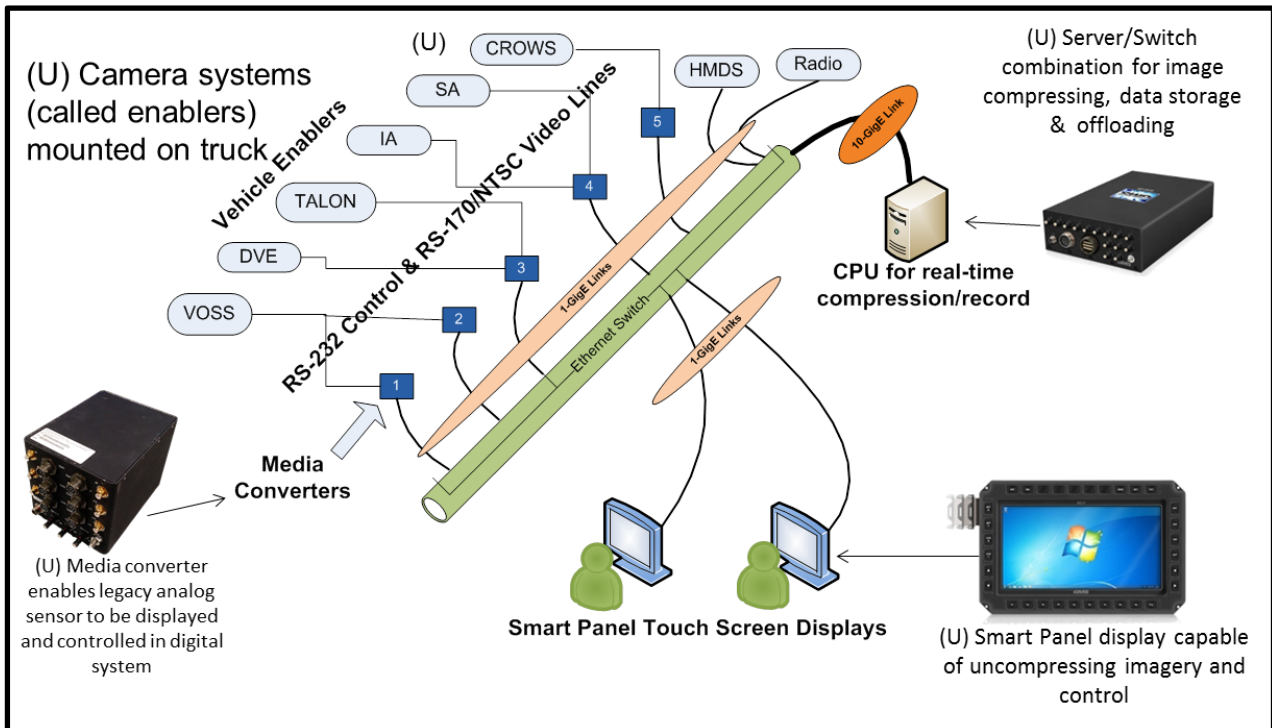 (U) Camera systems
(called enablers)
mounted on truck
(U)
CROWS
SA
IA
TALON
DVE
VOSS
Vehicle Enablers
RS-232 Control & RS-170/NTSC Video Lines
1
2
3
4
5
HMDS
Radio
1-GigE Links
Ethernet Switch
10-GigE Link
1-GigE Links
(U) Server/Switch
combination for image
compressing, data storage
& offloading
CPU for real-time
compression/record
Media
Converters
(U) Media converter
enables legacy analog
sensor to be displayed
and controlled in digital
system
Smart Panel Touch Screen Displays
(U) Smart Panel display capable
of uncompressing imagery and
control